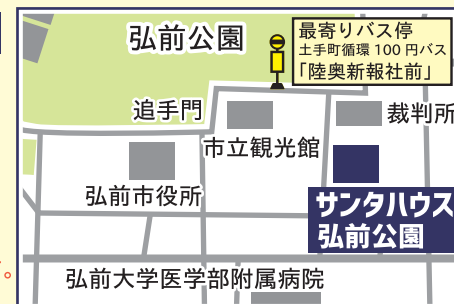 弘前公園
最寄りバス停
土手町循環100円バス
「陸奥新報社前」
追手門
市立観光館
裁判所
弘前市役所
サンタハウス
弘前公園
。
弘前大学医学部附属病院